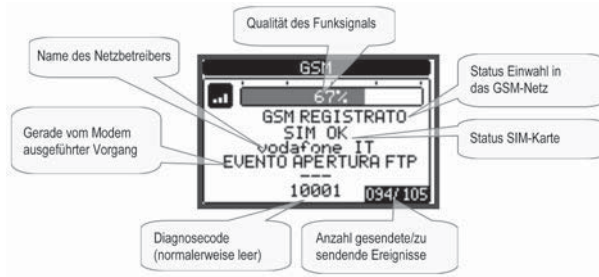 Qualität des Funksignals
Name des Netzbetreibers
GSM
Status Einwahl in
das GSM-Netz
67%
GSM REGISTRATO
SIM OK
Status SIM-Karte
Gerade vom Modem
ausgeführter Vorgang
vodafone IT
EVENTO APERTURA FTP
---
10001
094/105
Diagnosecode
(normalerweise leer)
Anzahl gesendete/zu
sendende Ereignisse